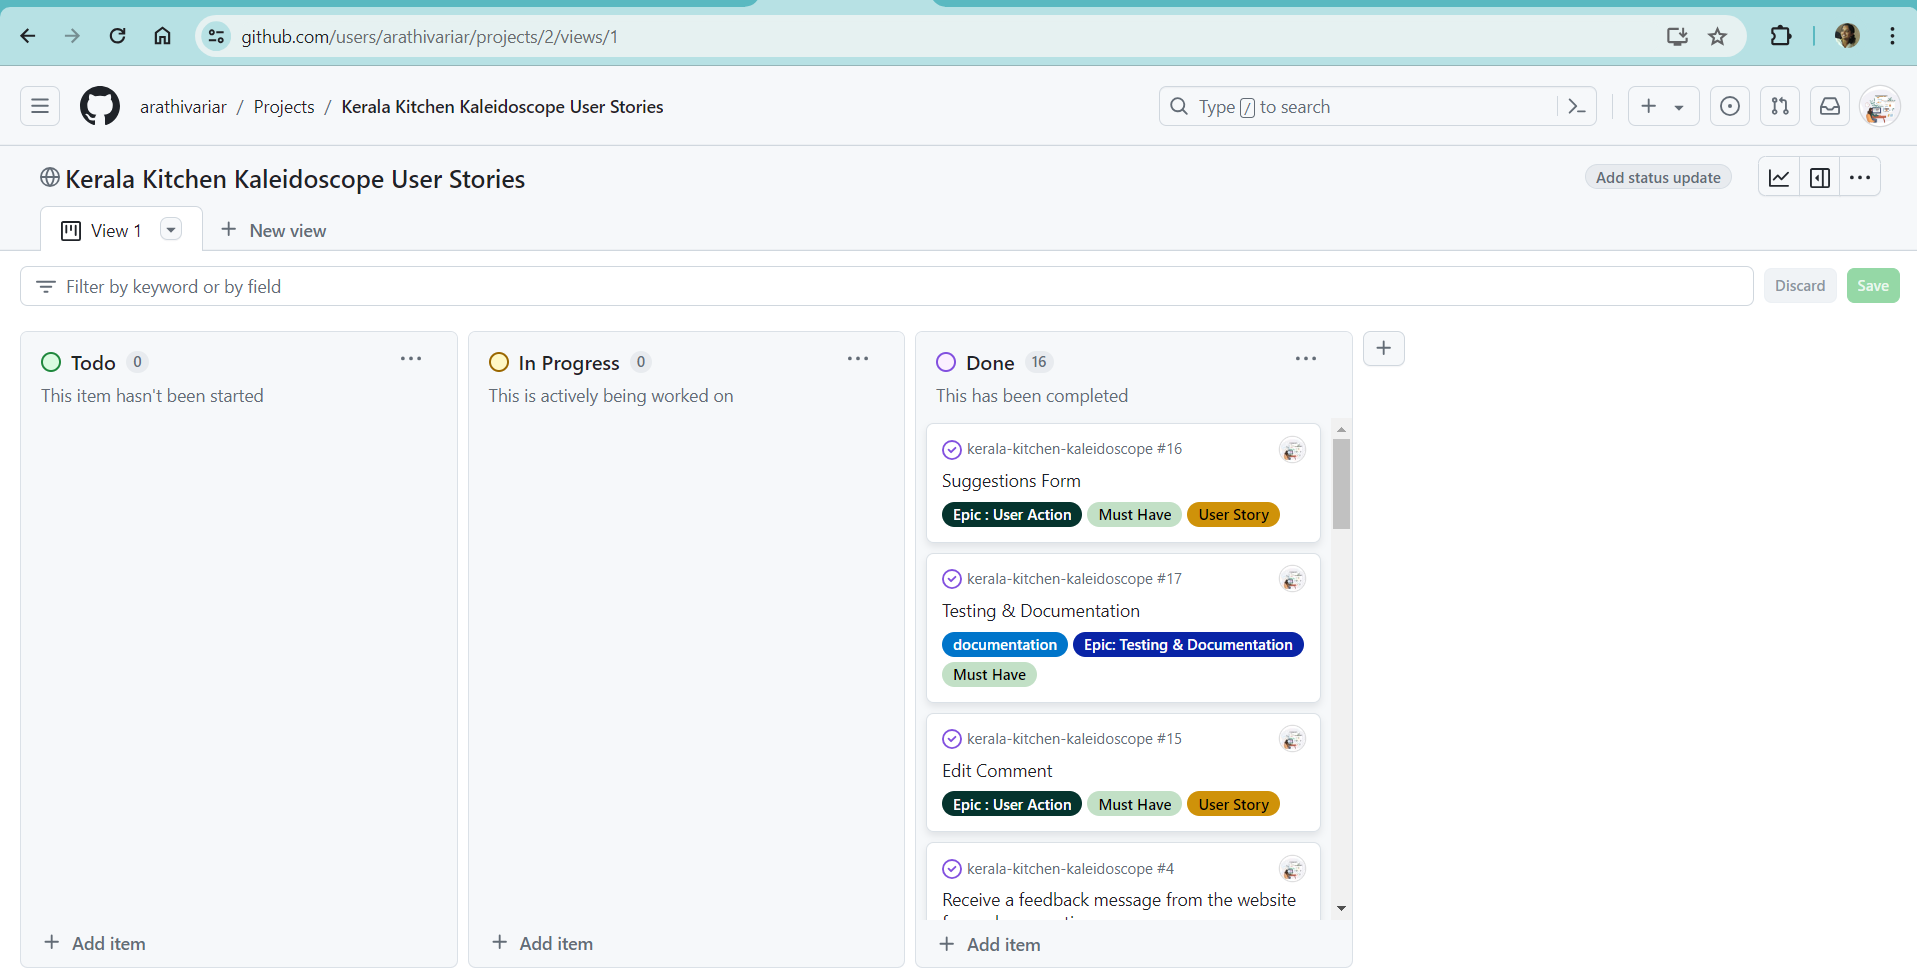 github.com/users/arathivariar/projects/2/views/1
arathivariar / Projects / Kerala Kitchen Kaleidoscope User Stories
Type / to search
Kerala Kitchen Kaleidoscope User Stories
Add status update
View 1
New view
Filter by keyword or by field
Discard
Save
Todo 0
This item hasn't been started
Add item
In Progress 0
This is actively being worked on
Add item
Done 16
This has been completed
kerala-kitchen-kaleidoscope #16
Suggestions Form
Epic : User Action Must Have User Story
kerala-kitchen-kaleidoscope #17
Testing & Documentation
documentation Epic: Testing & Documentation
Must Have
kerala-kitchen-kaleidoscope #15
Edit Comment
Epic : User Action Must Have User Story
kerala-kitchen-kaleidoscope #4
Receive a feedback message from the website
Add item